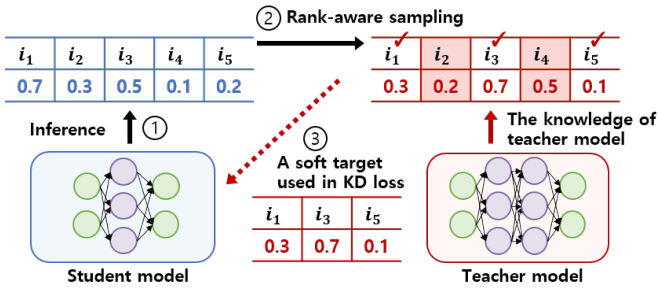 ② Rank-aware sampling
i₁ i₂ i₃ i₄ i₅
0.7 0.3 0.5 0.1 0.2
i₁ i₂ i₃ i₄ i₅
0.3 0.2 0.7 0.5 0.1
Inference ①
③
A soft target
used in KD loss
i₁ i₃ i₅
0.3 0.7 0.1
The knowledge of
teacher model
Student model
Teacher model